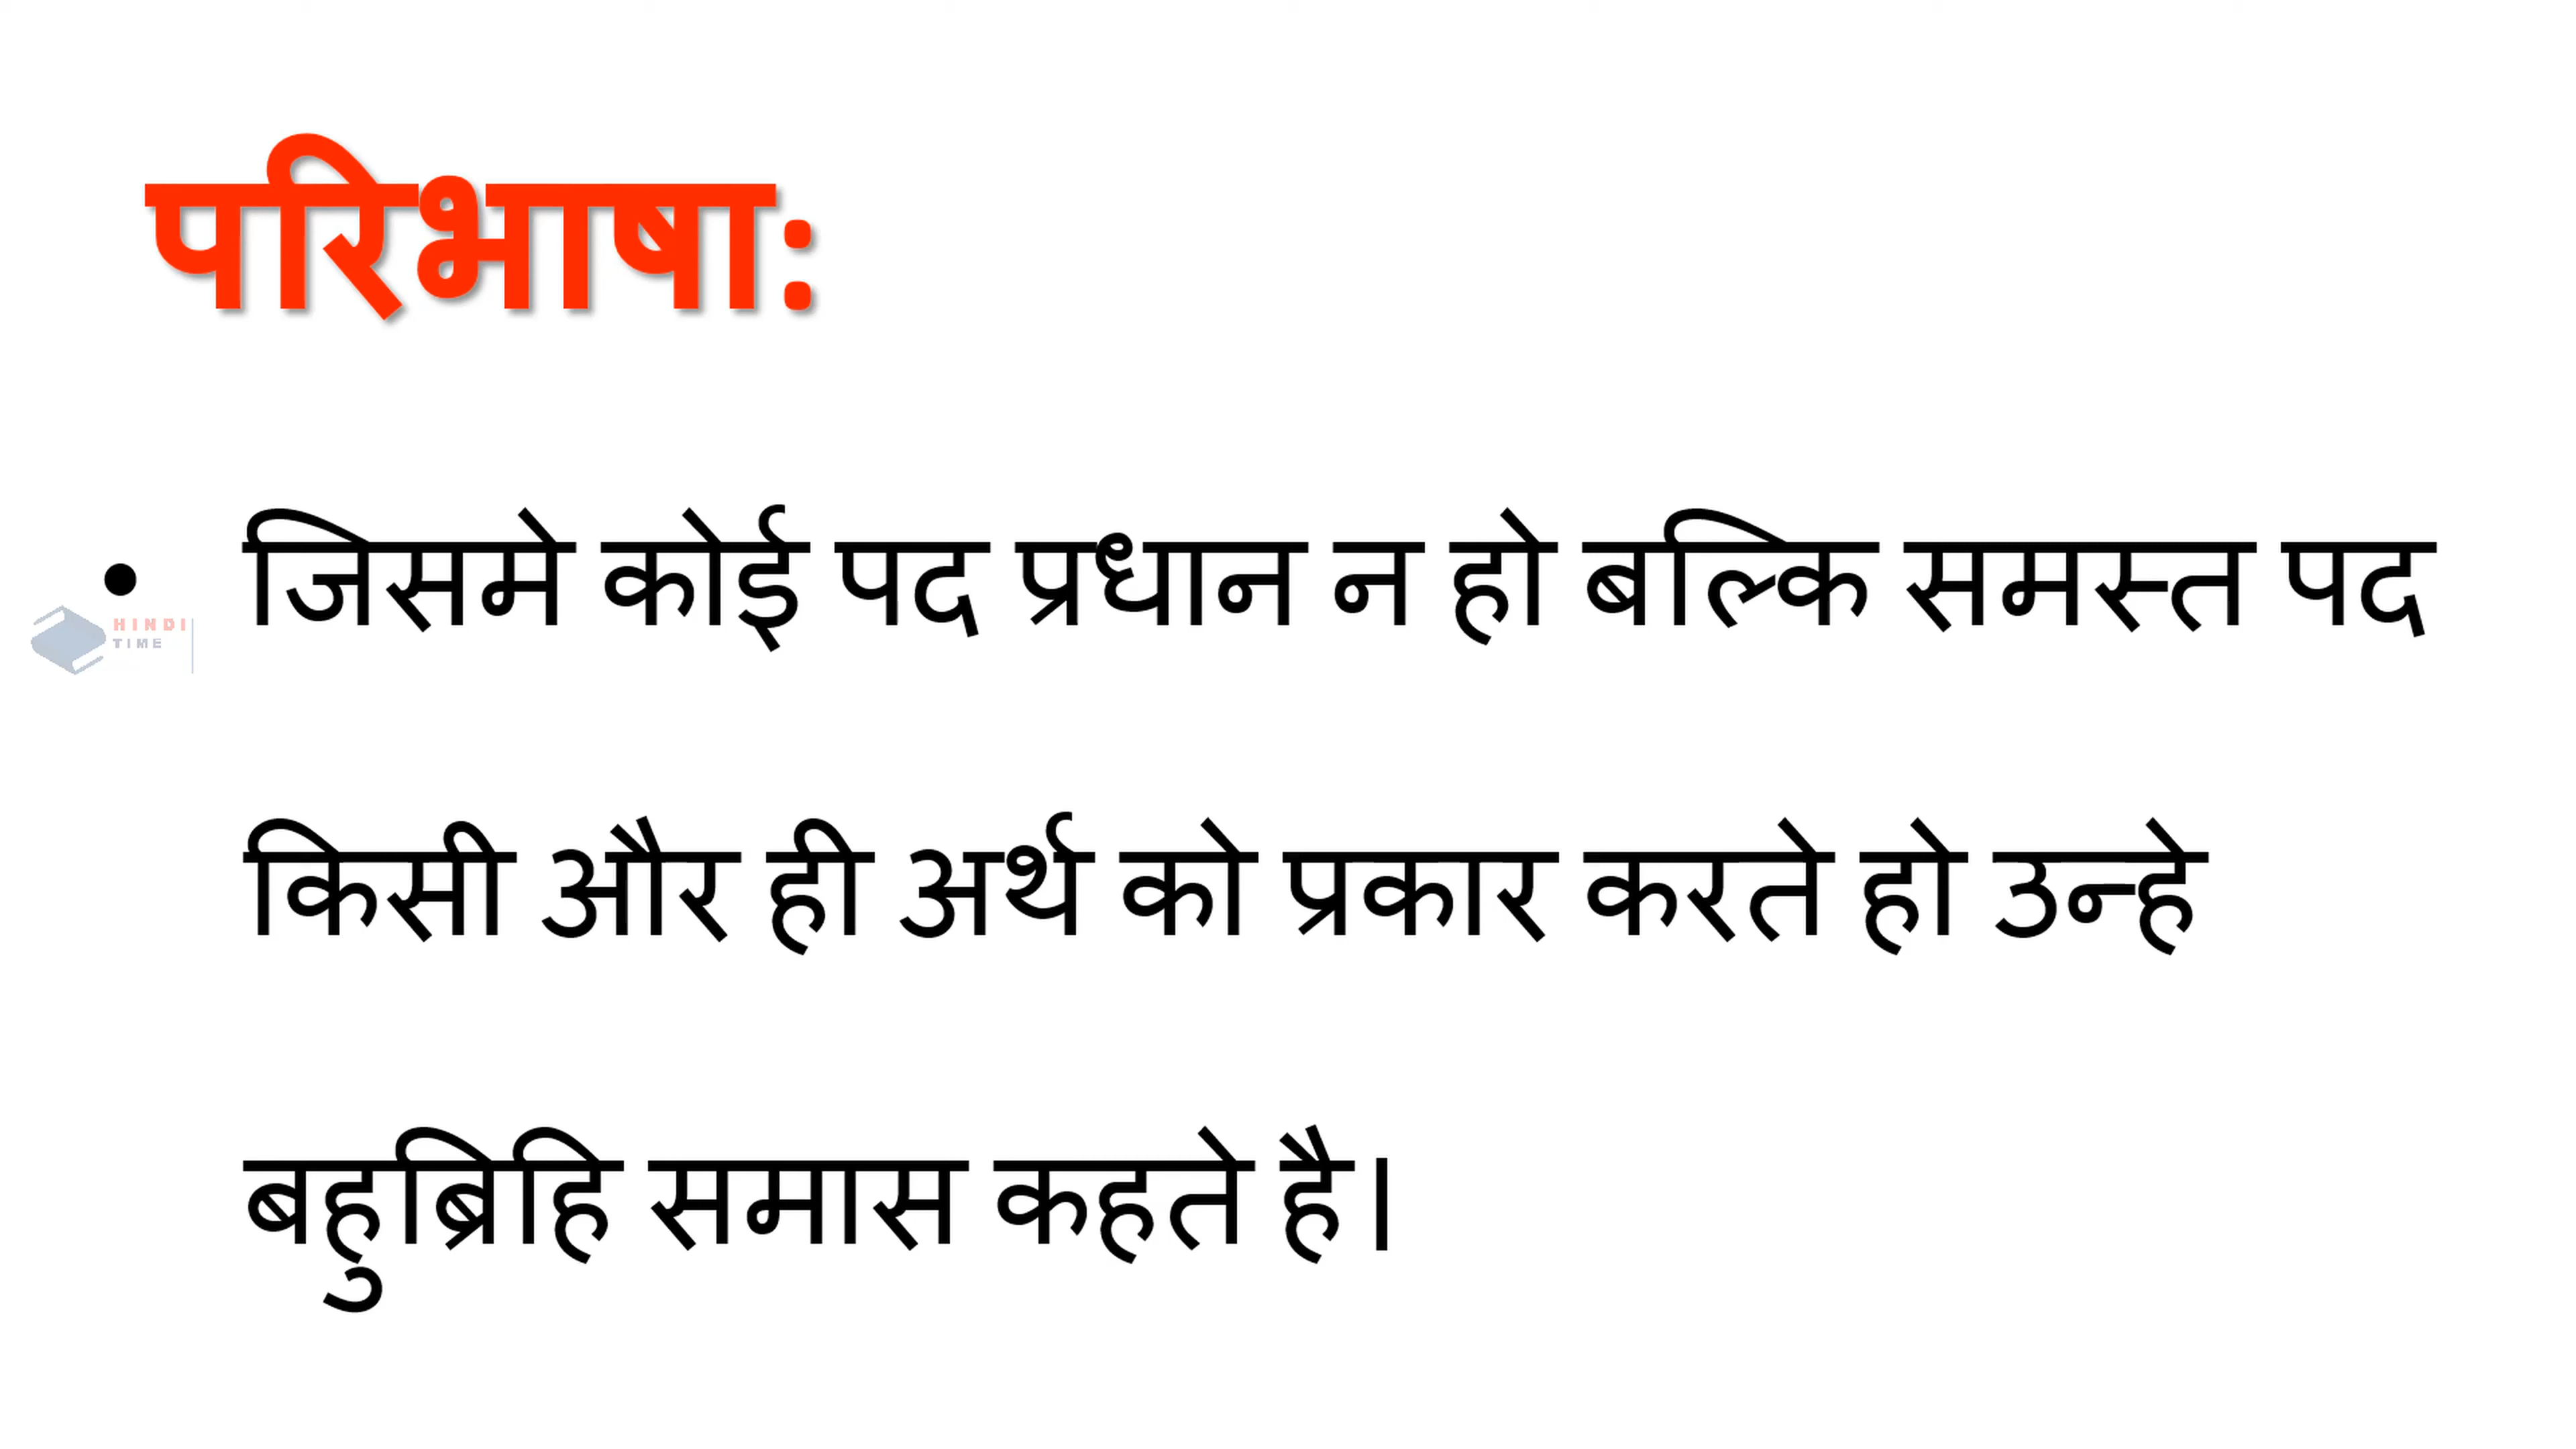 परिभाषा:
• जिसमे कोई पद प्रधान न हो बल्कि समस्त पद
HINDI
TIME
किसी और ही अर्थ को प्रकार करते हो उन्हे
बहुब्रिहि समास कहते है।